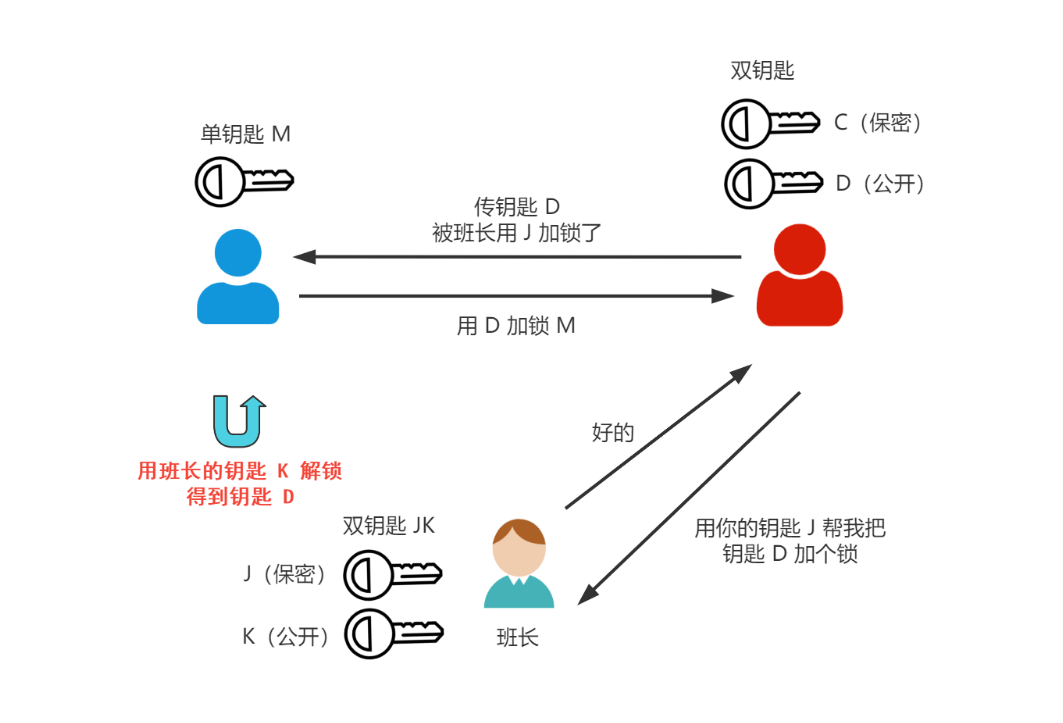 双钥匙
C（保密）
单钥匙 M
D（公开）
传钥匙 D
被班长用 J 加锁了
用 D 加锁 M
好的
用班长的钥匙 K 解锁
得到钥匙 D
双钥匙 JK
用你的钥匙 J 帮我把
钥匙 D 加个锁
J（保密）
K（公开）
班长